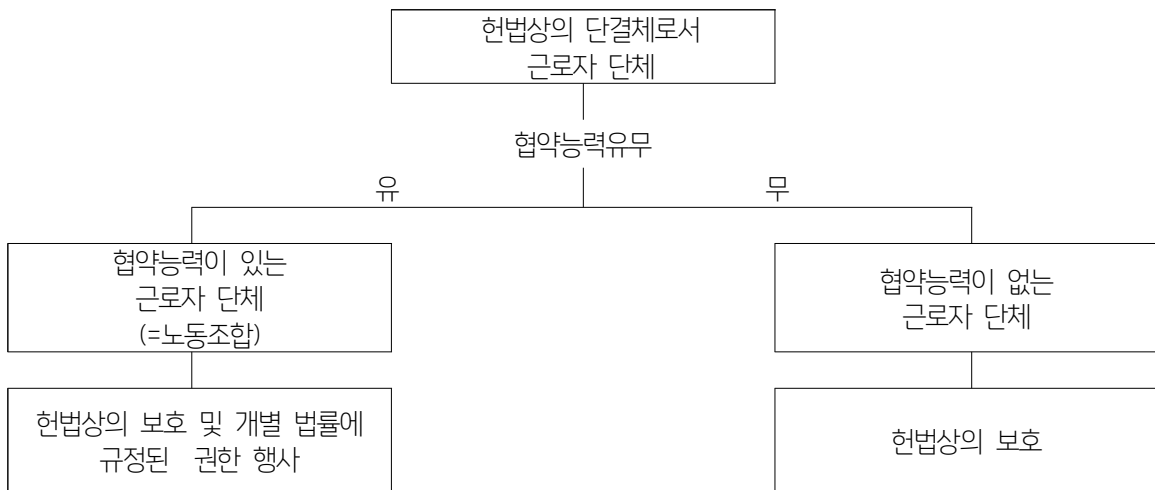 헌법상의 단결체로서
근로자 단체
협약능력유무
유
무
협약능력이 있는
근로자 단체
(=노동조합)
협약능력이 없는
근로자 단체
헌법상의 보호 및 개별 법률에
규정된 권한 행사
헌법상의 보호